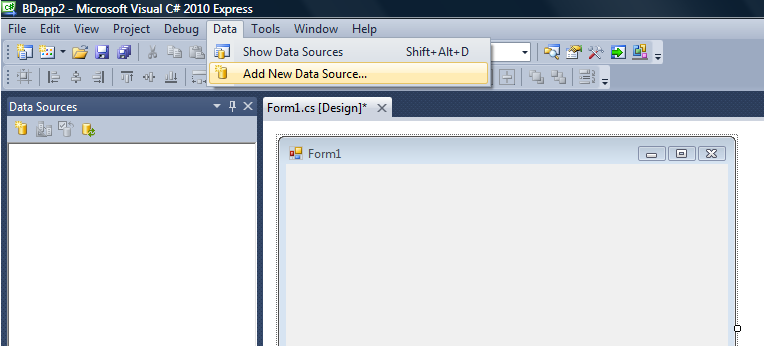 BDapp2 - Microsoft Visual C# 2010 Express
File Edit View Project Debug Data Tools Window Help
Show Data Sources Shift+Alt+D
Add New Data Source...
Data Sources
Form1.cs [Design]*
Form1